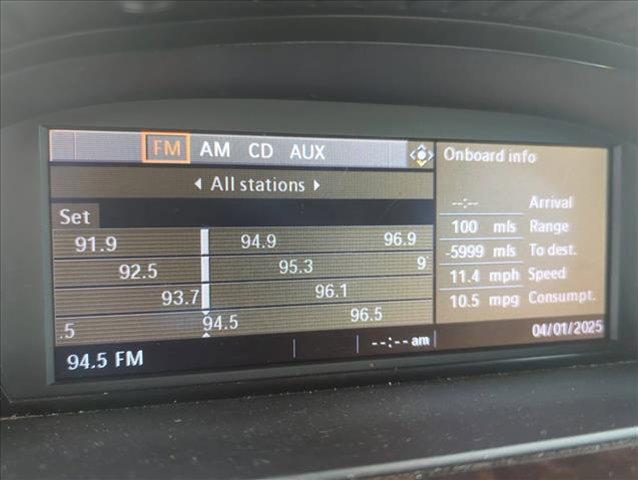 FM AM CD AUX
All stations
Set
91.9 94.9 96.9
92.5 95.3 9
93.7 96.1
.5 94.5 96.5
94.5 FM --:-- am
Onboard info
--:-- Arrival
100 mls Range
-5999 mls To dest.
11.4 mph Speed
10.5 mpg Consumpt.
04/01/2025